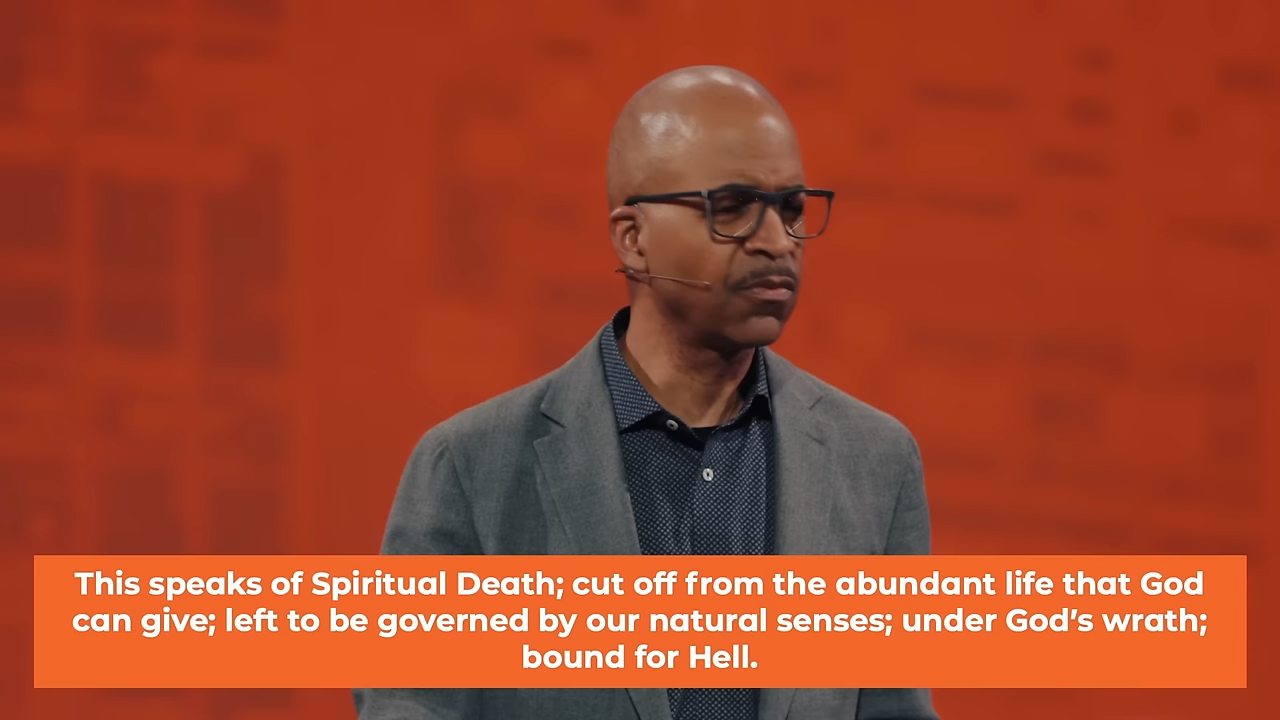 This speaks of Spiritual Death; cut off from the abundant life that God
can give; left to be governed by our natural senses; under God's wrath;
bound for Hell.